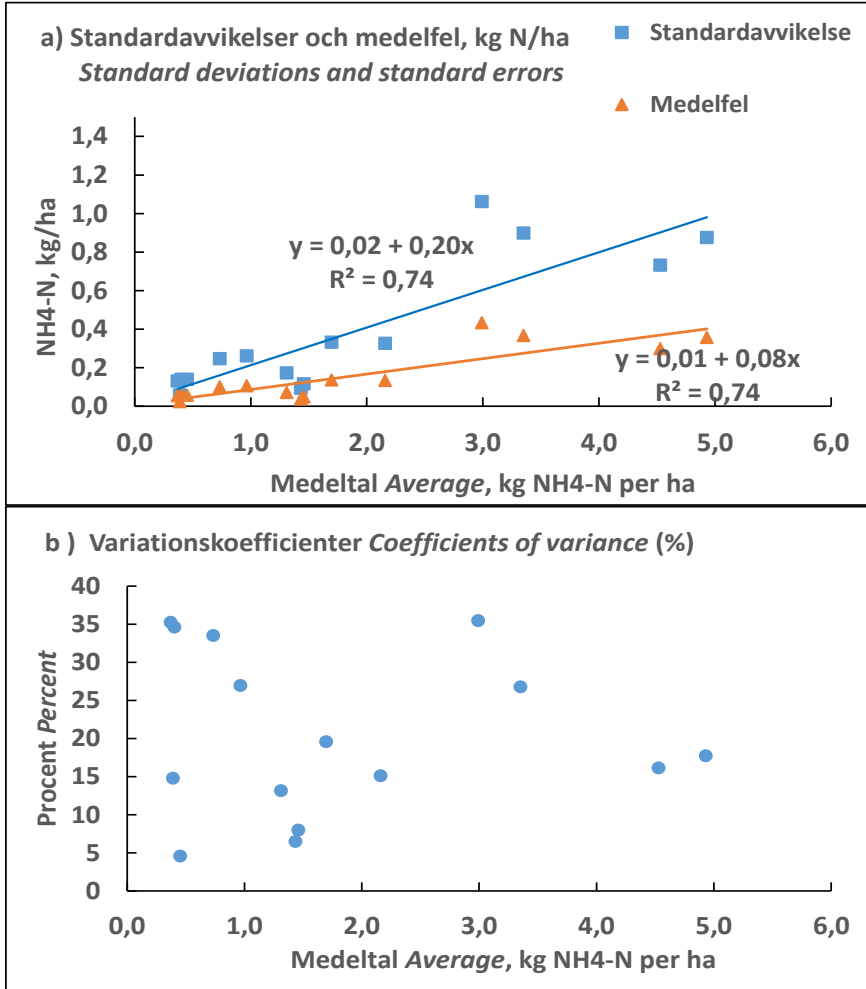 a) Standardavvikelser och medelfel, kg N/ha
Standard deviations and standard errors
Standardavvikelse
Medelfel
NH4-N, kg/ha
1,4
1,2
1,0
0,8
0,6
0,4
0,2
0,0
y = 0,02 + 0,20x
R² = 0,74
y = 0,01 + 0,08x
R² = 0,74
0,0 1,0 2,0 3,0 4,0 5,0 6,0
Medeltal Average, kg NH4-N per ha
b ) Variationskoefficienter Coefficients of variance (%)
Procent Percent
40
35
30
25
20
15
10
5
0
0,0 1,0 2,0 3,0 4,0 5,0 6,0
Medeltal Average, kg NH4-N per ha